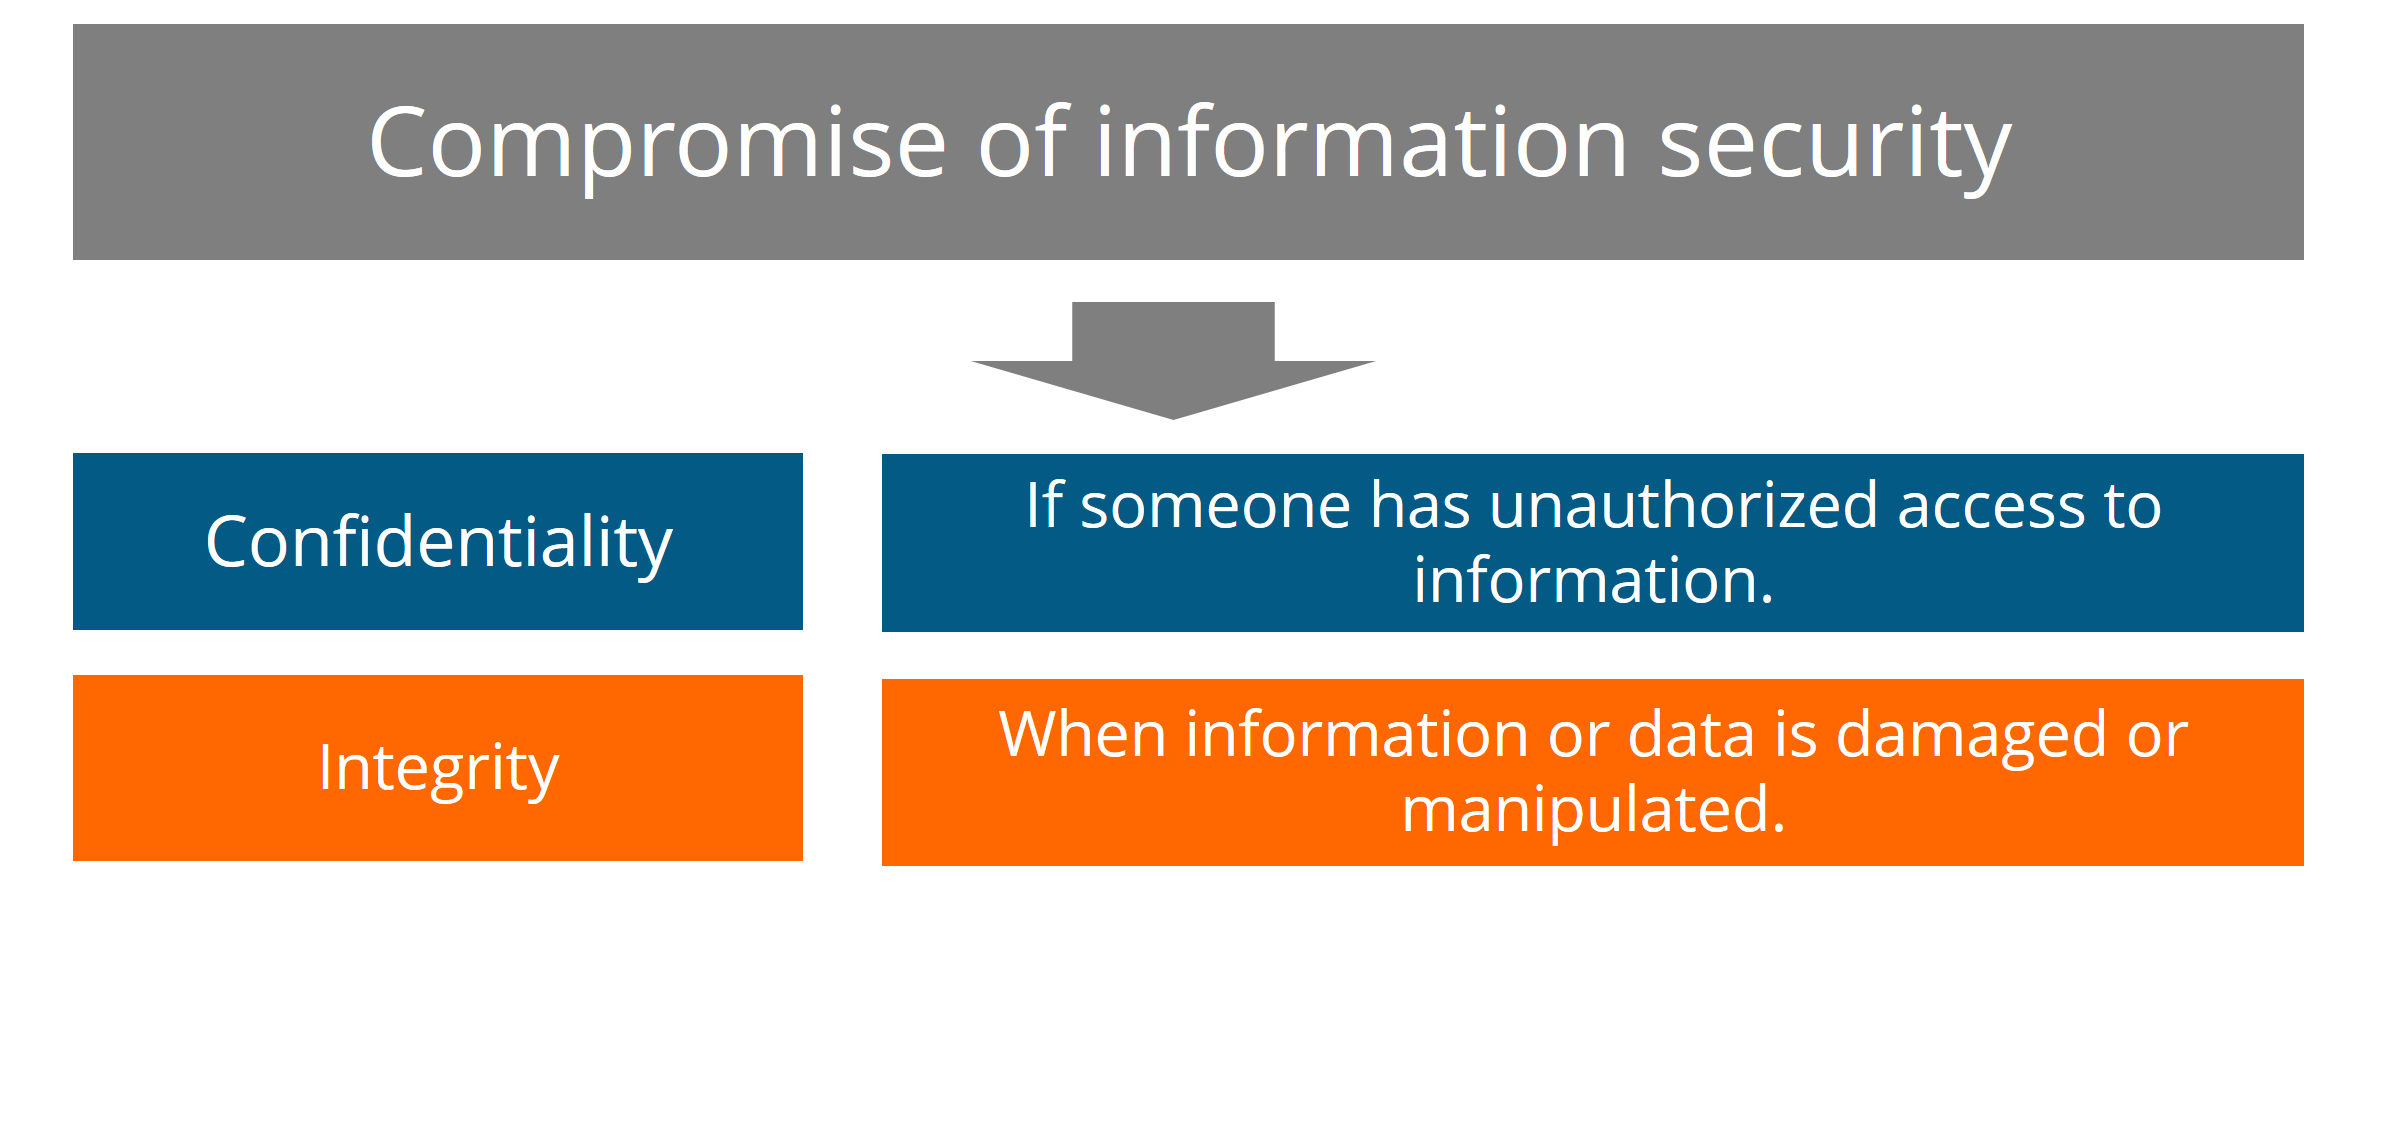 Compromise of information security
Confidentiality
If someone has unauthorized access to
information.
Integrity
When information or data is damaged or
manipulated.